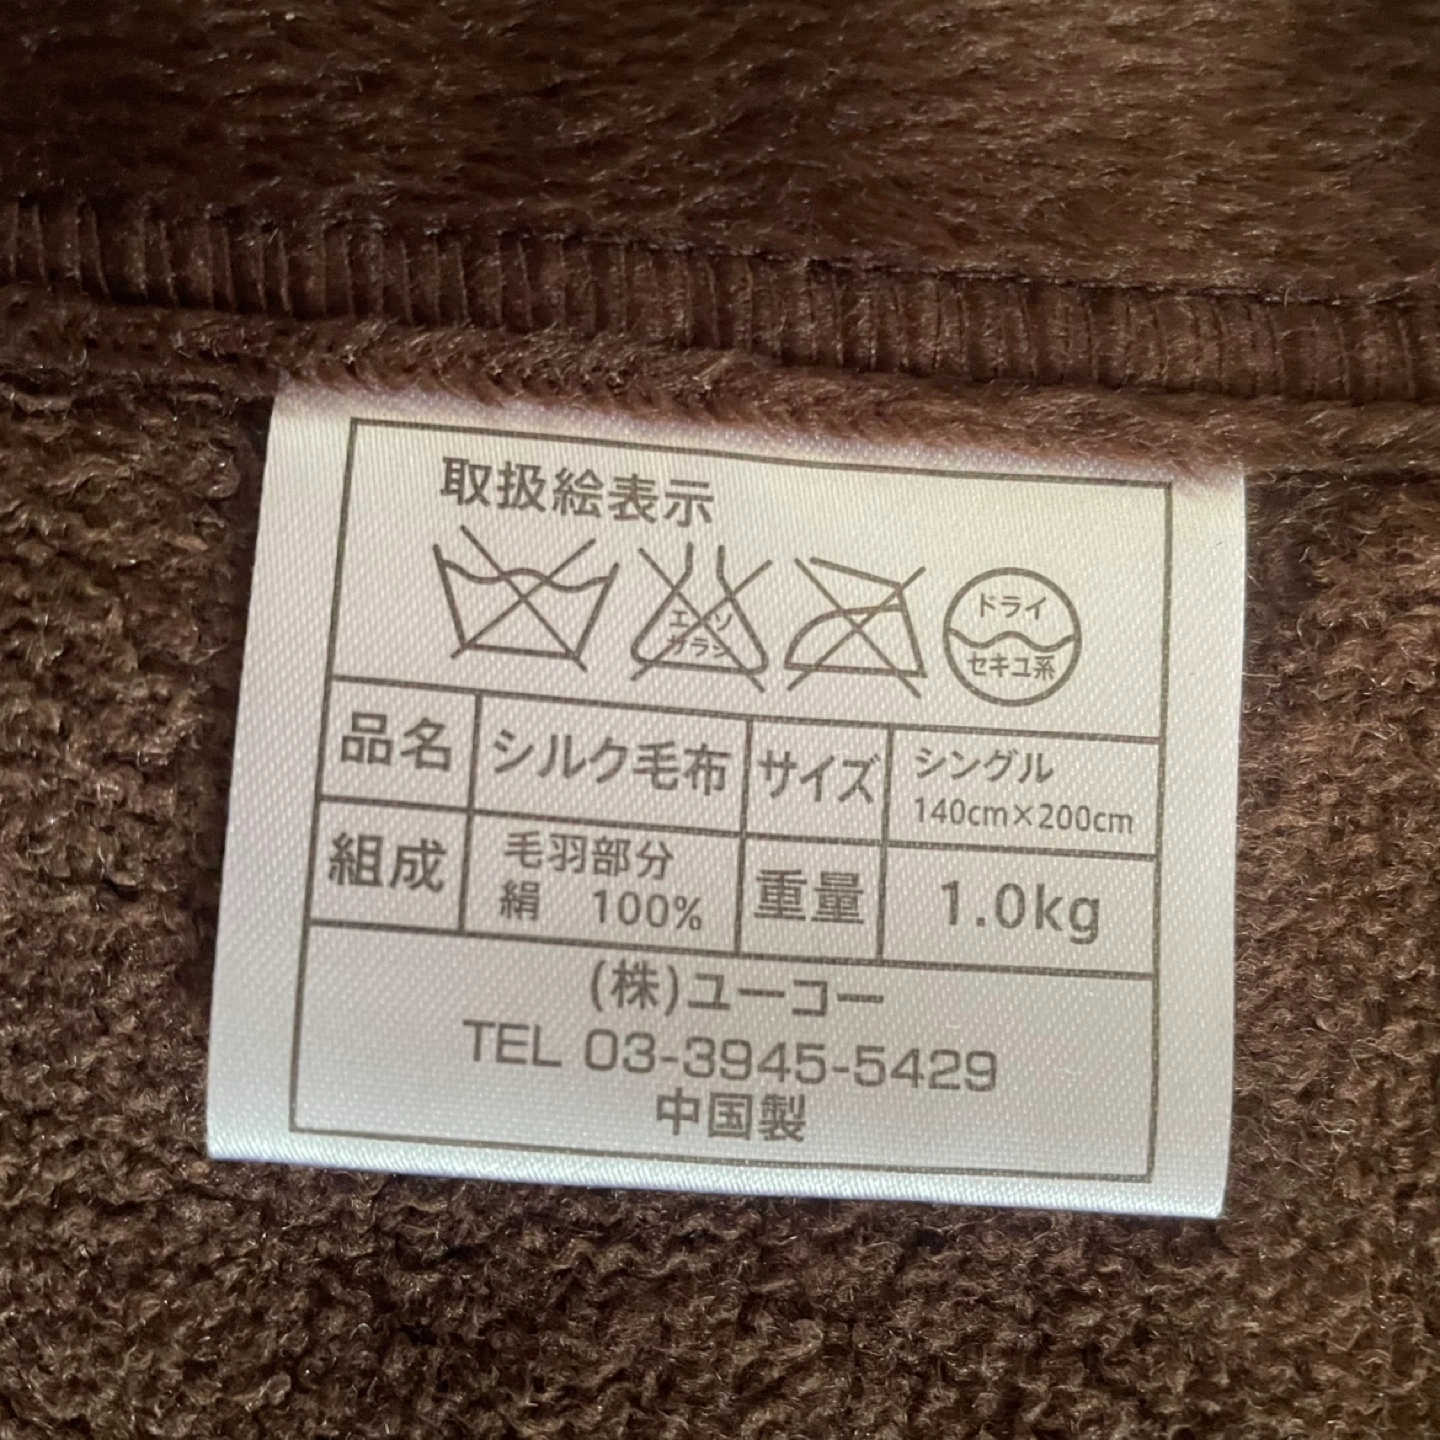 取扱絵表示
エンソ
サラシ
ドライ
セキユ系
品名 シルク毛布 サイズ シングル
140cm×200cm
組成 毛羽部分 重量 1.0kg
絹 100%
(株)ユーコー
TEL 03-3945-5429
中国製